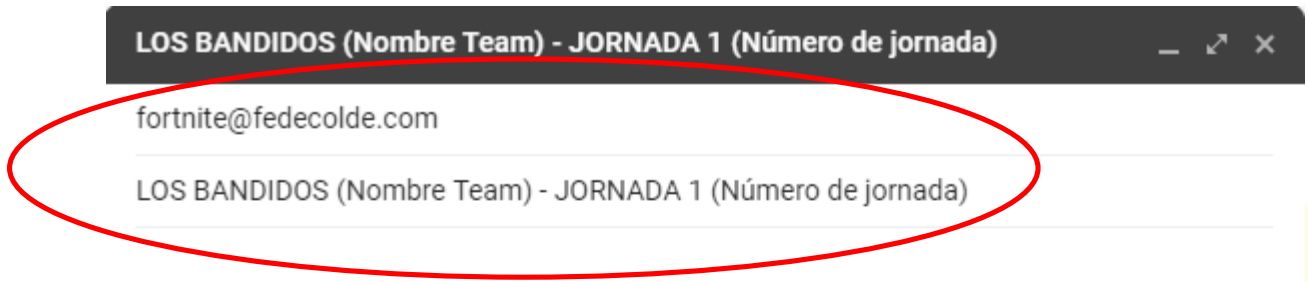 LOS BANDIDOS (Nombre Team) - JORNADA 1 (Número de jornada)
fortnite@fedecolde.com
LOS BANDIDOS (Nombre Team) - JORNADA 1 (Número de jornada)